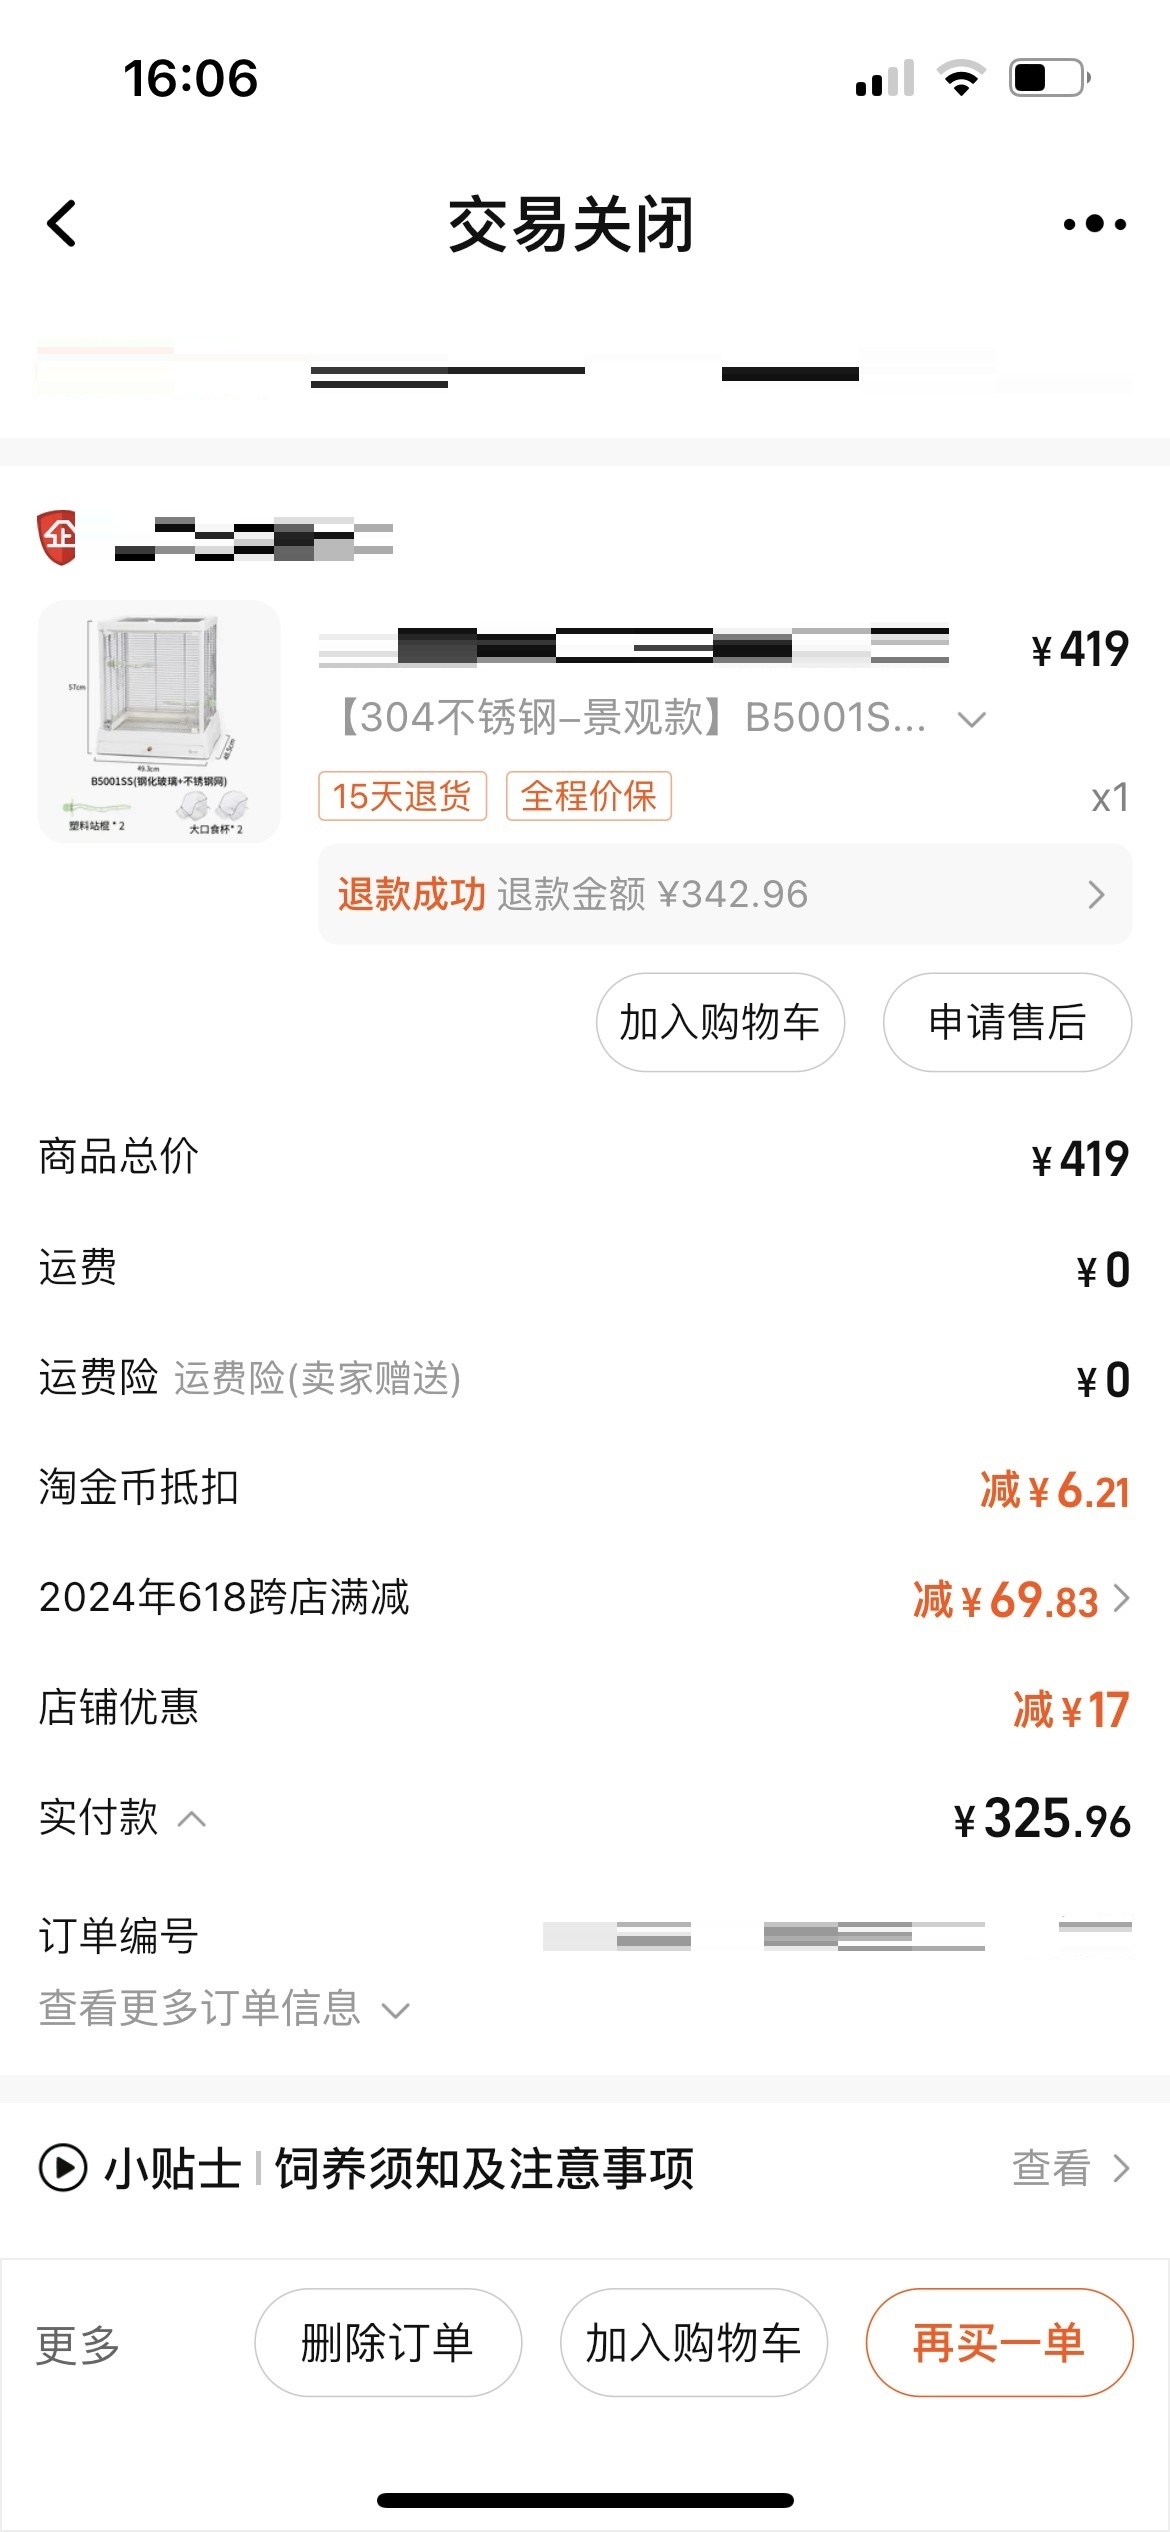 16:06
交易关闭
企
¥419
【304不锈钢–景观款】B5001S...
15天退货 全程价保
x1
57cm
49.3cm
48.5cm
B5001SS(钢化玻璃+不锈钢网)
塑料站棍*2
大口食杯*2
退款成功 退款金额 ¥342.96
加入购物车 申请售后
商品总价 ¥419
运费 ¥0
运费险 运费险(卖家赠送) ¥0
淘金币抵扣 减¥6.21
2024年618跨店满减 减¥69.83
店铺优惠 减¥17
实付款 ¥325.96
订单编号
查看更多订单信息
小贴士 饲养须知及注意事项 查看
更多 删除订单 加入购物车 再买一单